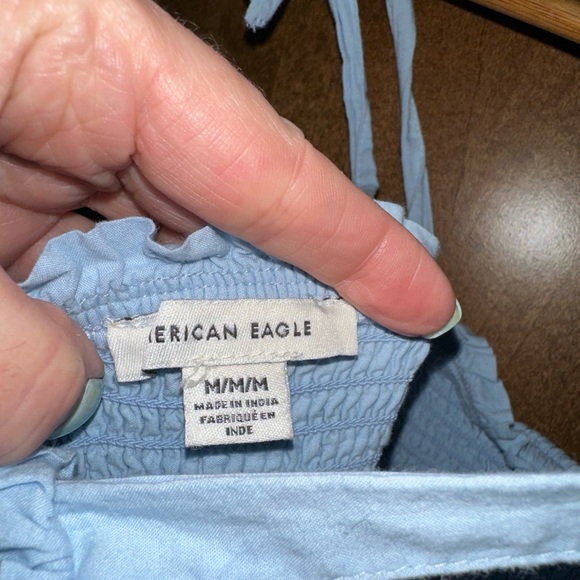 ERICAN EAGLE
M/M/M
MADE IN INDIA
FABRIQUÉ EN
INDE